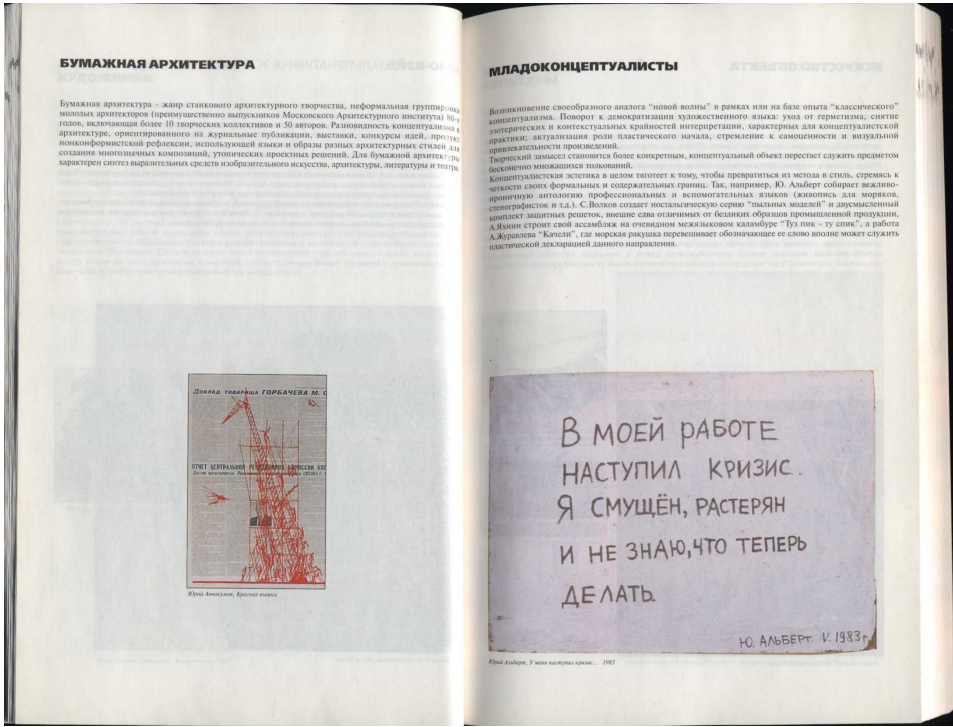 БУМАЖНАЯ АРХИТЕКТУРА
Бумажная архитектура - жанр станкового архитектурного творчества, неформальная группировка
молодых архитекторов (преимущественно выпускников Московского Архитектурного института) 80-х
годов, включающая более 10 творческих коллективов и 50 авторов. Разновидность концептуализма в
архитектуре, ориентированного на журнальные публикации, выставки, конкурсы идей, продукт
нонконформистской рефлексии, использующей языки и образы разных архитектурных стилей для
создания многозначных композиций, утопических проектных решений. Для бумажной архитектуры
характерен синтез выразительных средств изобразительного искусства, архитектуры, литературы и театра.
Доклад товарища ГОРБАЧЕВА М. С
ОТЧЕТ ЦЕНТРАЛЬНОЙ РЕВИЗИОННОЙ КОМИССИИ КПС
Юрий Аввакумов, Красная вышка
МЛАДОКОНЦЕПТУАЛИСТЫ
Возникновение своеобразного аналога “новой волны” в рамках или на базе опыта “классического”
концептуализма. Поворот к демократизации художественного языка: уход от герметизма, снятие
эзотерических и контекстуальных крайностей интерпретации, характерных для концептуалистской
практики; актуализации роли пластического начала, стремление к самоценности и визуальной
привлекательности произведений.
Творческий замысел становится более конкретным, концептуальный объект перестает служить предметом
бесконечно множащихся толкований.
Концептуалистская эстетика в целом тяготеет к тому, чтобы превратиться из метода в стиль, стремясь к
четкости своих формальных и содержательных границ. Так, например, Ю. Альберт собирает вежливо-
ироничную антологию профессиональных и вспомогательных языков (живопись для моряков,
стенографисток и т.д.). С.Волков создает ностальгическую серию “пыльных моделей” и двусмысленный
комплект защитных решеток, внешне едва отличимых от безликих образцов промышленной продукции,
А.Яхнин строит свой ассамбляж на очевидном межязыковом каламбуре “Туз пик - ту спик”, а работа
А.Журавлева “Качели”, где морская ракушка перевешивает обозначающее ее слово вполне может служить
пластической декларацией данного направления.
В МОЕЙ РАБОТЕ
НАСТУПИЛ КРИЗИС.
Я СМУЩЁН, РАСТЕРЯН
И НЕ ЗНАЮ, ЧТО ТЕПЕРЬ
ДЕЛАТЬ.
Ю. АЛЬБЕРТ. V. 1983г.
Юрий Альберт, У меня наступил кризис... 1983